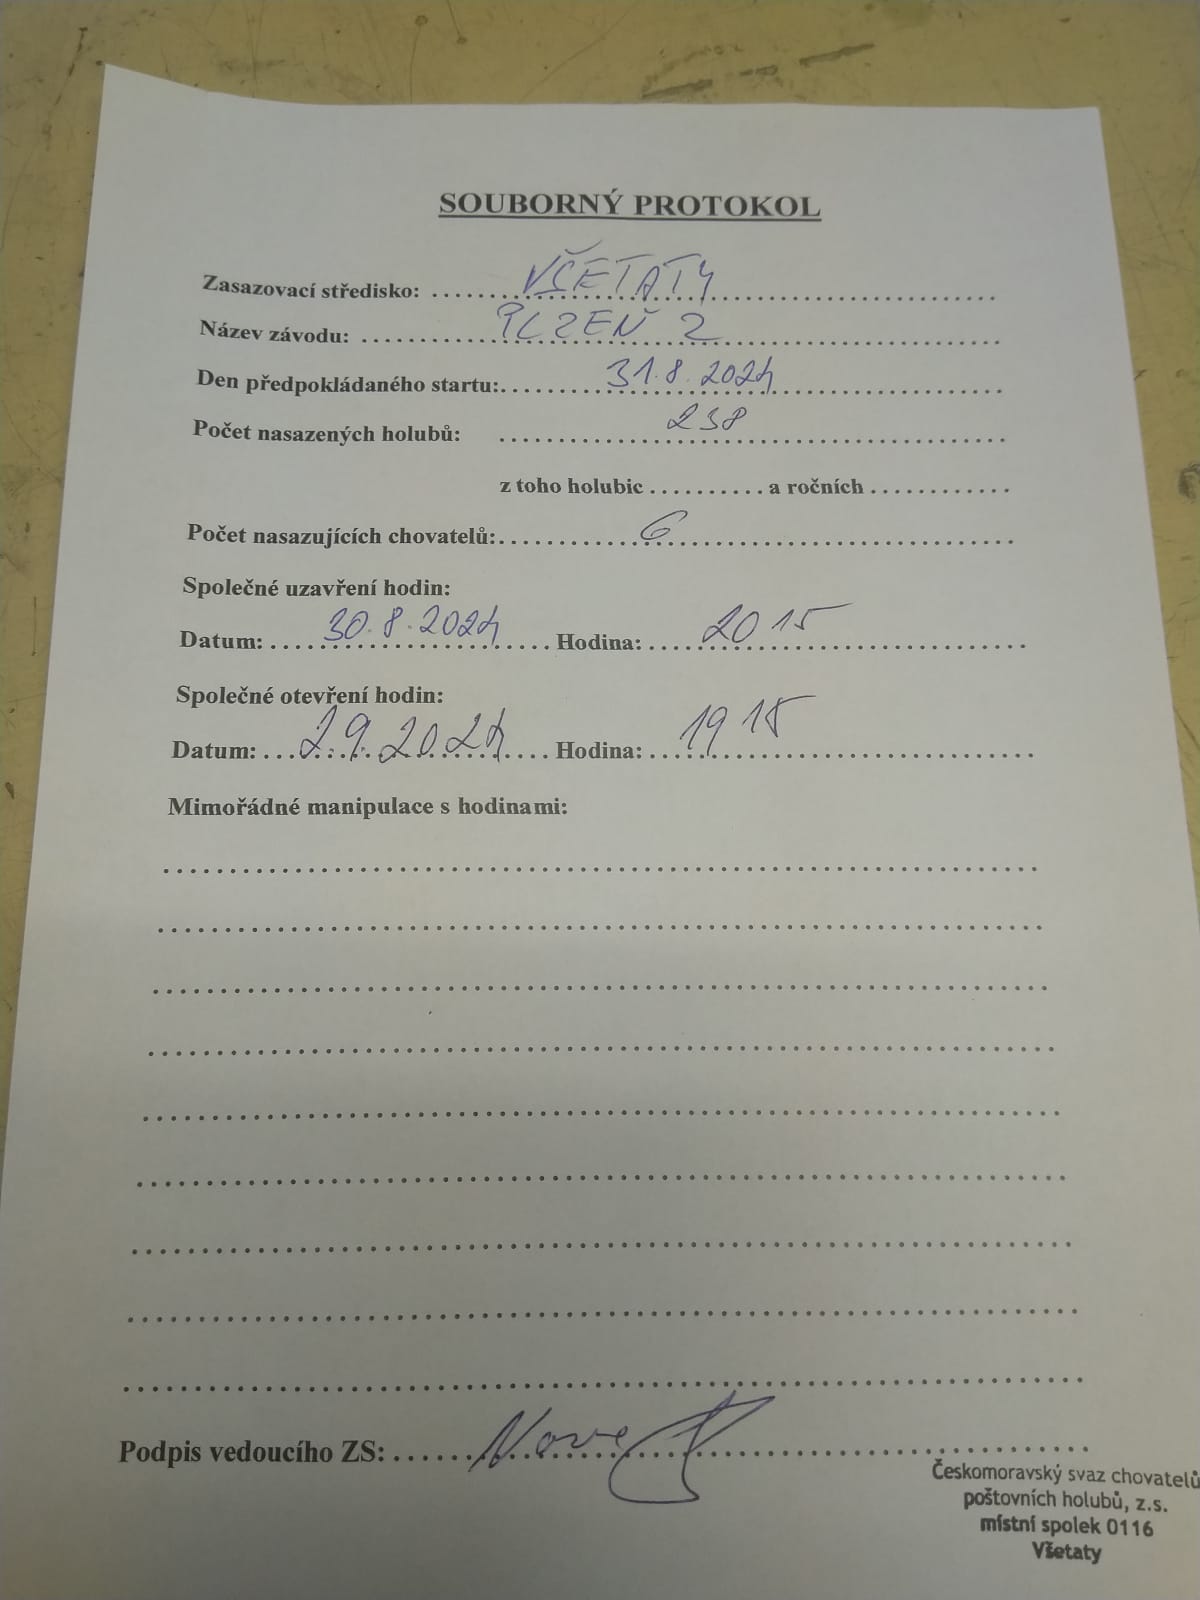 SOUBORNÝ PROTOKOL
Zasazovací středisko: VŠETATY
Název závodu: PLZEŇ 2
Den předpokládaného startu: 31.8.2024
Počet nasazených holubů: 238
z toho holubic .......... a ročních ............
Počet nasazujících chovatelů: 6
Společné uzavření hodin:
Datum: 30.8.2024 Hodina: 20 15
Společné otevření hodin:
Datum: 2.9.2024 Hodina: 19 15
Mimořádné manipulace s hodinami:
Podpis vedoucího ZS:
Českomoravský svaz chovatelů
poštovních holubů, z.s.
místní spolek 0116
Všetaty